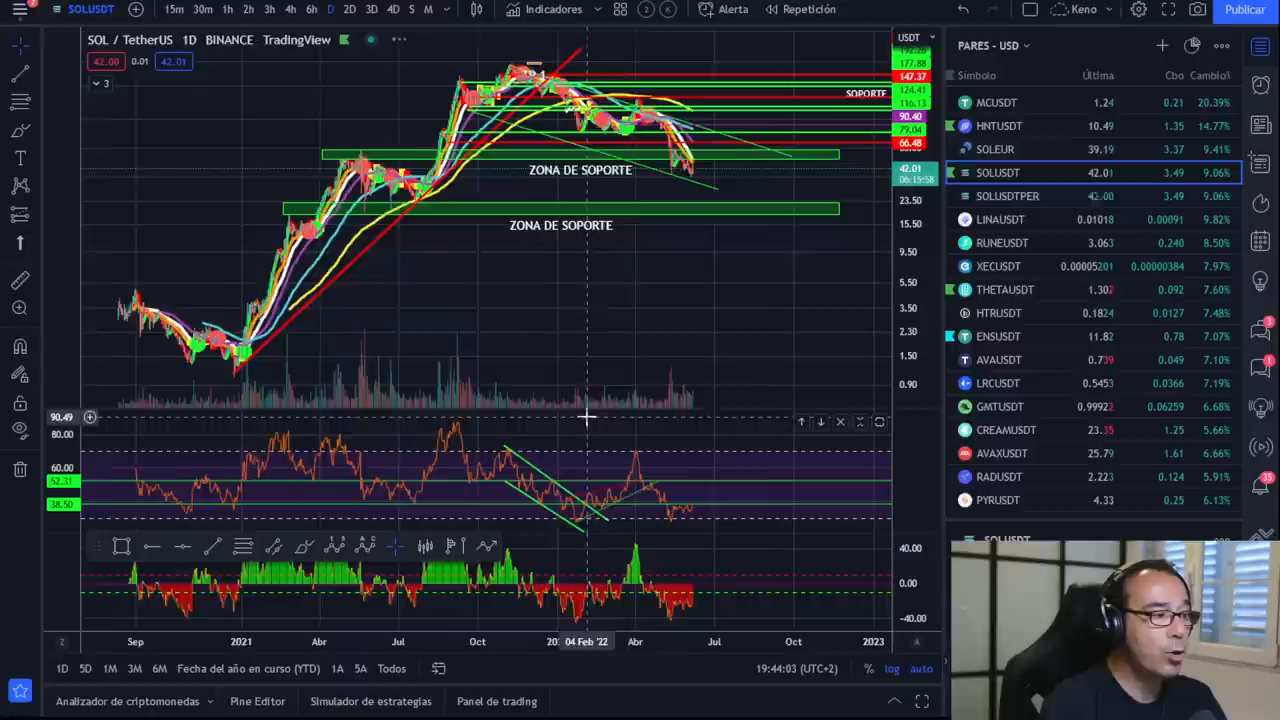 2
SOLUSDT
15m 30m 1h 2h 3h 4h 6h D 2D 3D 4D S M
Indicadores
2
Alerta
Repetición
Keno
Publicar
SOL / TetherUS 1D BINANCE TradingView
USDT
42.00 0.01 42.01
3
192.20
177.88
147.37
124.41
116.13
90.40
79.04
66.48
42.01
06:15:58
23.50
15.50
9.50
5.50
3.50
2.30
1.50
0.90
SOPORTE
ZONA DE SOPORTE
ZONA DE SOPORTE
90.49
80.00
60.00
52.31
38.50
40.00
0.00
-40.00
Z
Sep 2021 Abr Jul Oct 04 Feb '22 Abr Jul Oct 2023
A
1D 5D 1M 3M 6M Fecha del año en curso (YTD) 1A 5A Todos
19:44:03 (UTC+2)
% log auto
Analizador de criptomonedas Pine Editor Simulador de estrategias Panel de trading
PARES - USD
Símbolo Última Cbo Cambio%
MCUSDT 1.24 0.21 20.39%
HNTUSDT 10.49 1.35 14.77%
SOLEUR 39.19 3.37 9.41%
SOLUSDT 42.01 3.49 9.06%
SOLUSDTPER 42.00 3.49 9.06%
LINAUSDT 0.01018 0.00091 9.82%
RUNEUSDT 3.063 0.240 8.50%
XECUSDT 0.00005201 0.00000384 7.97%
THETAUSDT 1.302 0.092 7.60%
HTRUSDT 0.1824 0.0127 7.48%
ENSUSDT 11.82 0.78 7.07%
AVAUSDT 0.739 0.049 7.10%
LRCUSDT 0.5453 0.0366 7.19%
GMTUSDT 0.99922 0.06259 6.68%
CREAMUSDT 23.35 1.25 5.66%
AVAXUSDT 25.79 1.61 6.66%
RADUSDT 2.223 0.124 5.91%
PYRUSDT 4.33 0.25 6.13%
SOLUSDT
3
1
35